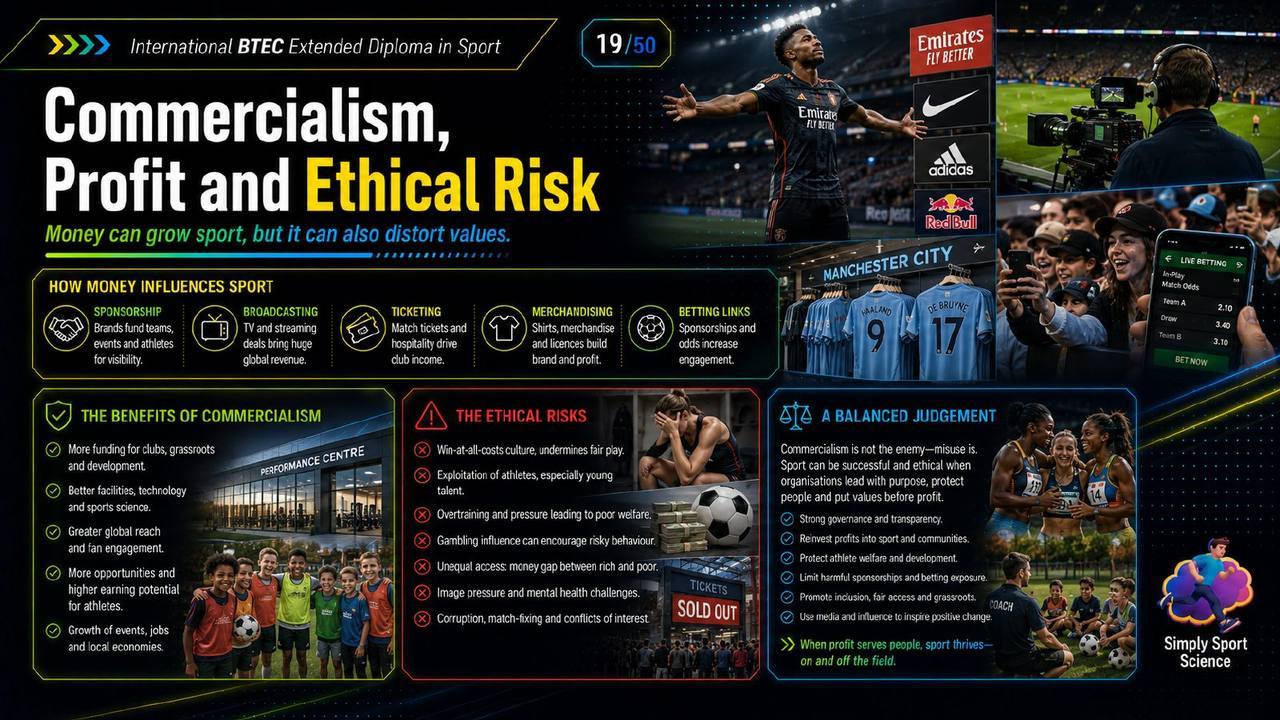 International BTEC Extended Diploma in Sport
19/50
Commercialism,
Profit and Ethical Risk
Money can grow sport, but it can also distort values.
Emirates
FLY BETTER
adidas
Red Bull
Emirates
FLY BETTER
MANCHESTER CITY
HAALAND
9
DE BRUYNE
17
LIVE BETTING
In-Play
Match Odds
Team A 2.10
Draw 3.40
Team B 3.10
BET NOW
HOW MONEY INFLUENCES SPORT
SPONSORSHIP
Brands fund teams,
events and athletes
for visibility.
BROADCASTING
TV and streaming
deals bring huge
global revenue.
TICKETING
Match tickets and
hospitality drive
club income.
MERCHANDISING
Shirts, merchandise
and licences build
brand and profit.
BETTING LINKS
Sponsorships and
odds increase
engagement.
THE BENEFITS OF COMMERCIALISM
More funding for clubs, grassroots
and development.
Better facilities, technology
and sports science.
Greater global reach
and fan engagement.
More opportunities and
higher earning potential
for athletes.
Growth of events, jobs
and local economies.
PERFORMANCE CENTRE
THE ETHICAL RISKS
Win-at-all-costs culture, undermines fair play.
Exploitation of athletes, especially young
talent.
Overtraining and pressure leading to poor welfare.
Gambling influence can encourage risky behaviour.
Unequal access: money gap between rich and poor.
Image pressure and mental health challenges.
Corruption, match-fixing and conflicts of interest.
TICKETS
SOLD OUT
A BALANCED JUDGEMENT
Commercialism is not the enemy—misuse is.
Sport can be successful and ethical when
organisations lead with purpose, protect
people and put values before profit.
Strong governance and transparency.
Reinvest profits into sport and communities.
Protect athlete welfare and development.
Limit harmful sponsorships and betting exposure.
Promote inclusion, fair access and grassroots.
Use media and influence to inspire positive change.
When profit serves people, sport thrives—
on and off the field.
14
COACH
Simply Sport
Science